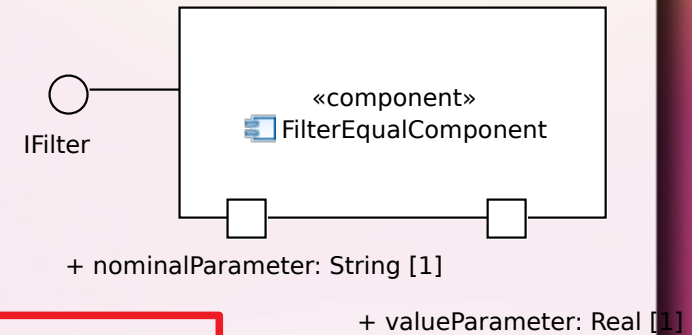 «component»
FilterEqualComponent
IFilter
+ nominalParameter: String [1]
+ valueParameter: Real [1]